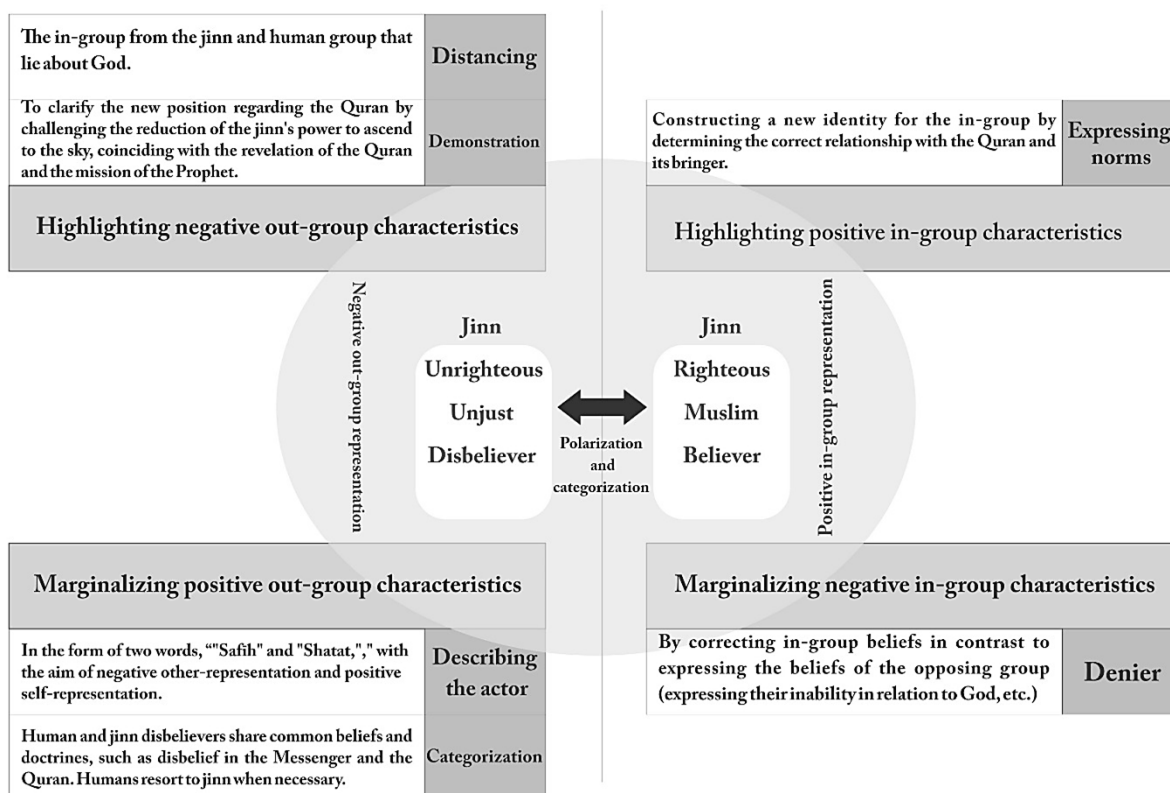 The in-group from the jinn and human group that
lie about God.
Distancing
To clarify the new position regarding the Quran by
challenging the reduction of the jinn's power to ascend
to the sky, coinciding with the revelation of the Quran
and the mission of the Prophet.
Demonstration
Highlighting negative out-group characteristics
Constructing a new identity for the in-group by
determining the correct relationship with the Quran and
its bringer.
Expressing
norms
Highlighting positive in-group characteristics
Negative out-group representation
Jinn
Unrighteous
Unjust
Disbeliever
Polarization
and
categorization
Jinn
Righteous
Muslim
Believer
Positive in-group representation
Marginalizing positive out-group characteristics
In the form of two words, “"Safih" and "Shatat,"," with
the aim of negative other-representation and positive
self-representation.
Describing
the actor
Human and jinn disbelievers share common beliefs and
doctrines, such as disbelief in the Messenger and the
Quran. Humans resort to jinn when necessary.
Categorization
Marginalizing negative in-group characteristics
By correcting in-group beliefs in contrast to
expressing the beliefs of the opposing group
(expressing their inability in relation to God, etc.)
Denier